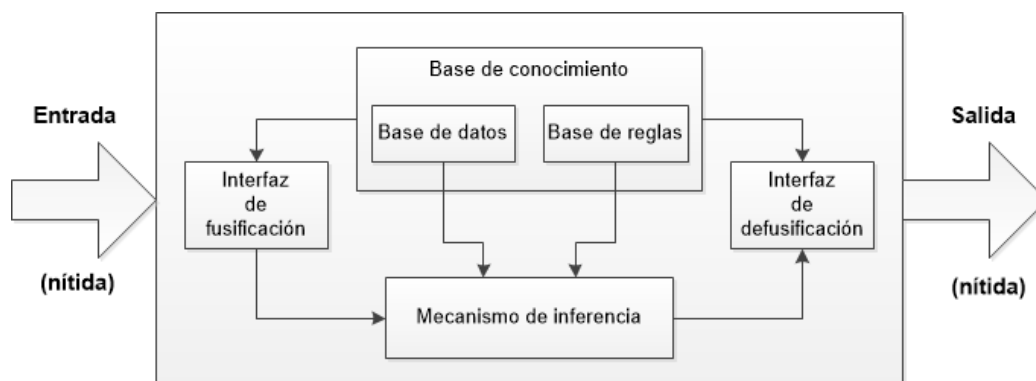 Base de conocimiento
Entrada
Salida
Base de datos
Base de reglas
Interfaz
de
fusificación
Interfaz
de
defusificación
(nítida)
(nítida)
Mecanismo de inferencia